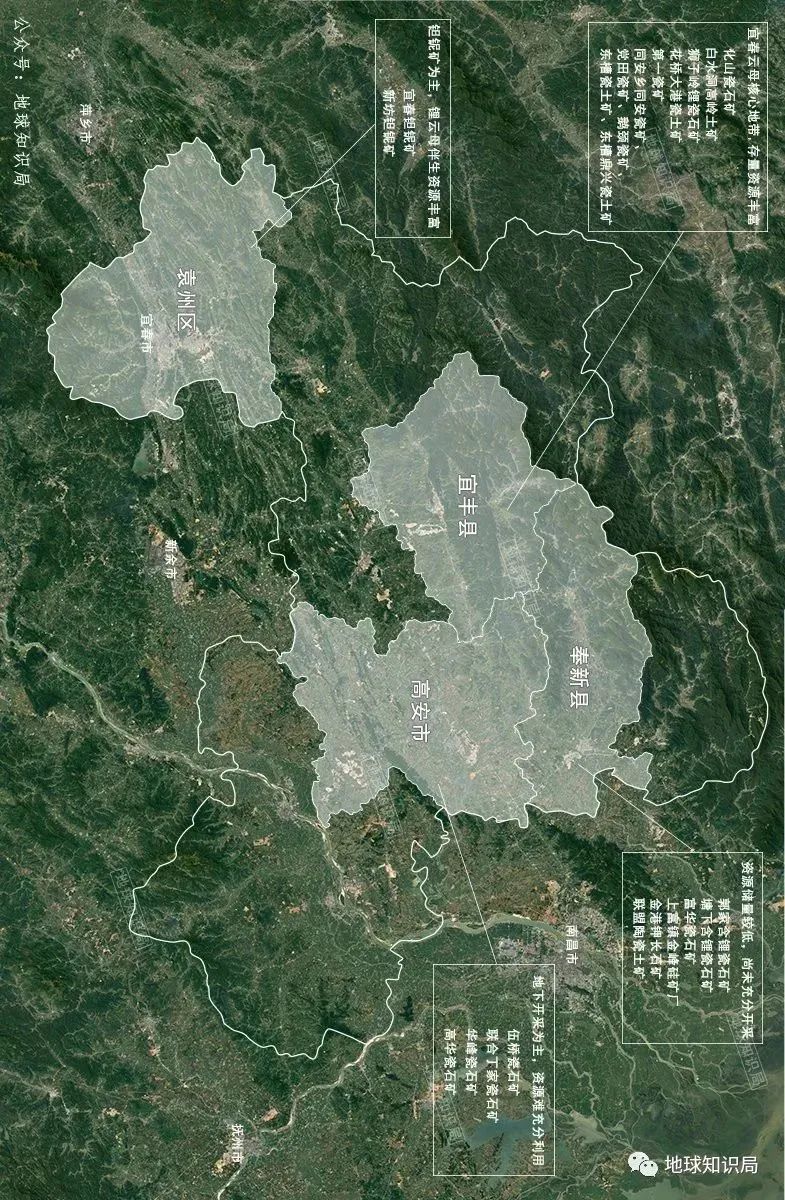 宜春云母核心地带，存量资源丰富
化山瓷石矿
白水洞高岭土矿
狮子岭锂瓷石矿
花桥大港瓷土矿
第一瓷矿
同安乡同安瓷矿、
党田瓷矿、鹅颈瓷矿、
东槽瓷土矿、东槽鼎兴瓷土矿
资源储量较低，尚未充分开采
郭家含锂瓷石矿
塘下含锂瓷石矿
富华瓷石矿
上富镇金峰硅矿厂
金港钾长石矿
联盟陶瓷土矿
钽铌矿为主，锂云母伴生资源丰富
宜春钽铌矿
新坊钽铌矿
奉新县
南昌市
宜丰县
高安市
地下开采为主，资源难充分利用
伍桥瓷石矿
联合丁家瓷石矿
华峰瓷石矿
高华瓷石矿
袁州区
宜春市
新余市
抚州市
萍乡市
公众号：地球知识局
地球知识局